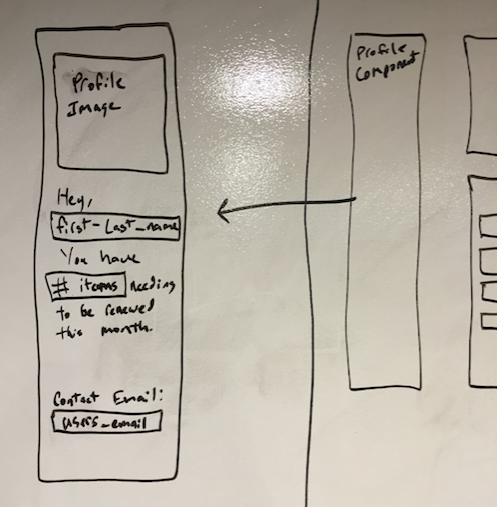 Profile
Image
Hey,
first-Last_name
You have
# items needing
to be renewed
this month.
Contact Email:
users_email
Profile
Component